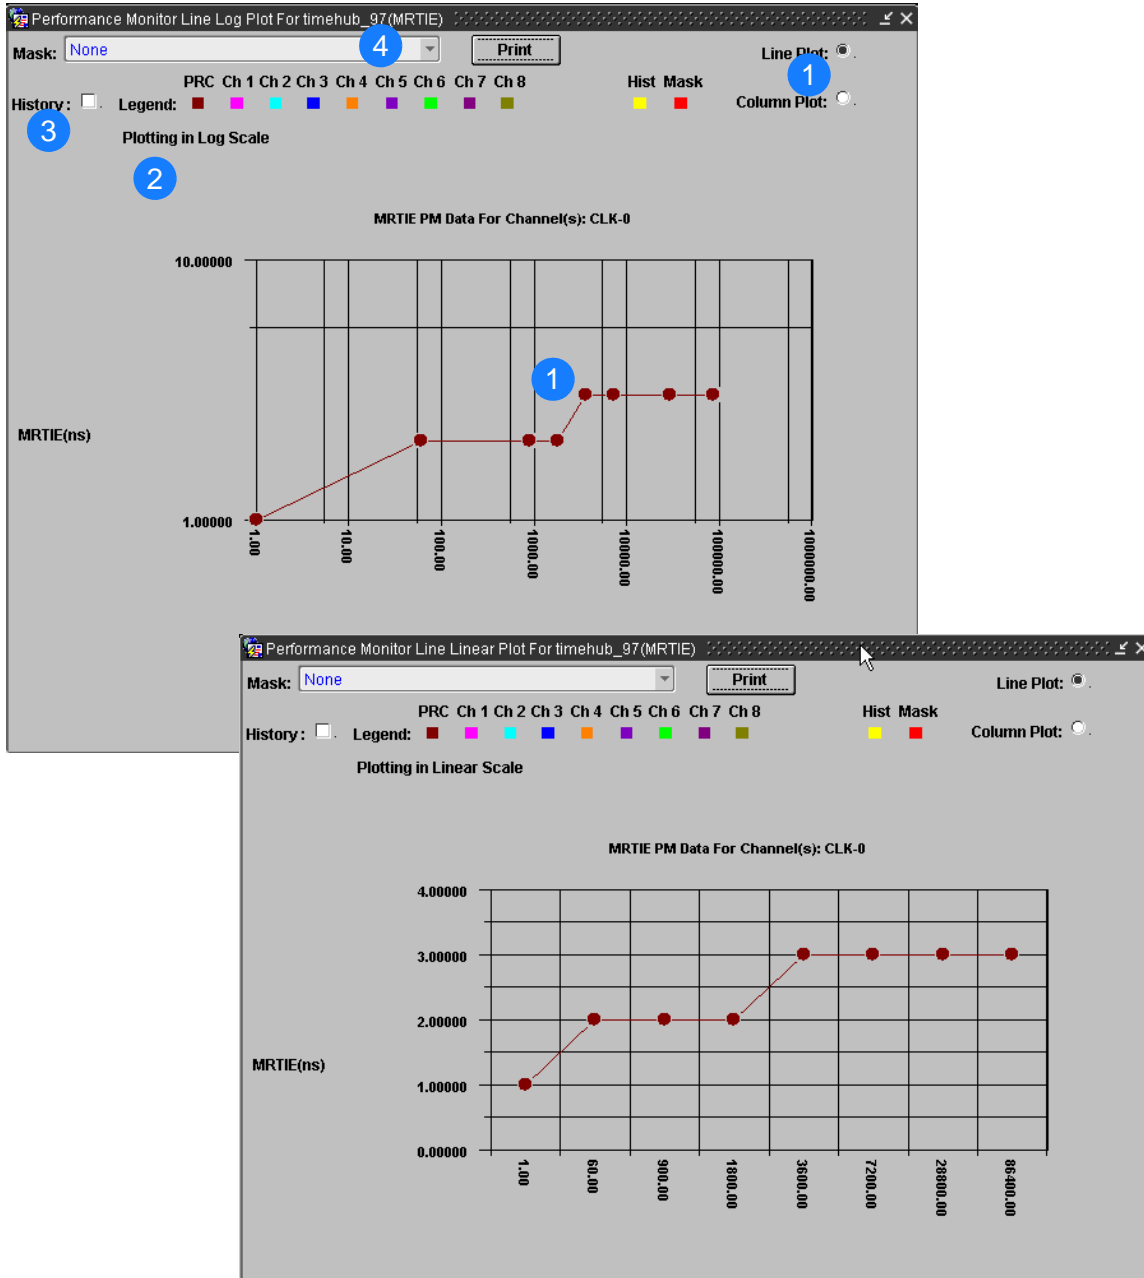 Performance Monitor Line Log Plot For timehub_97(MRTIE)
Mask: None 4 Print Line Plot:
1
PRC Ch 1 Ch 2 Ch 3 Ch 4 Ch 5 Ch 6 Ch 7 Ch 8 Hist Mask
History: Legend: Column Plot:
3
Plotting in Log Scale
2
MRTIE PM Data For Channel(s): CLK-0
10.00000
1
MRTIE(ns)
1.00000
1.00 10.00 100.00 1000.00 10000.00 100000.00 1000000.00
Performance Monitor Line Linear Plot For timehub_97(MRTIE)
Mask: None Print Line Plot:
PRC Ch 1 Ch 2 Ch 3 Ch 4 Ch 5 Ch 6 Ch 7 Ch 8 Hist Mask
History: Legend: Column Plot:
Plotting in Linear Scale
MRTIE PM Data For Channel(s): CLK-0
4.00000
3.00000
2.00000
MRTIE(ns)
1.00000
0.00000
1.00 60.00 900.00 1800.00 3600.00 7200.00 28800.00 86400.00